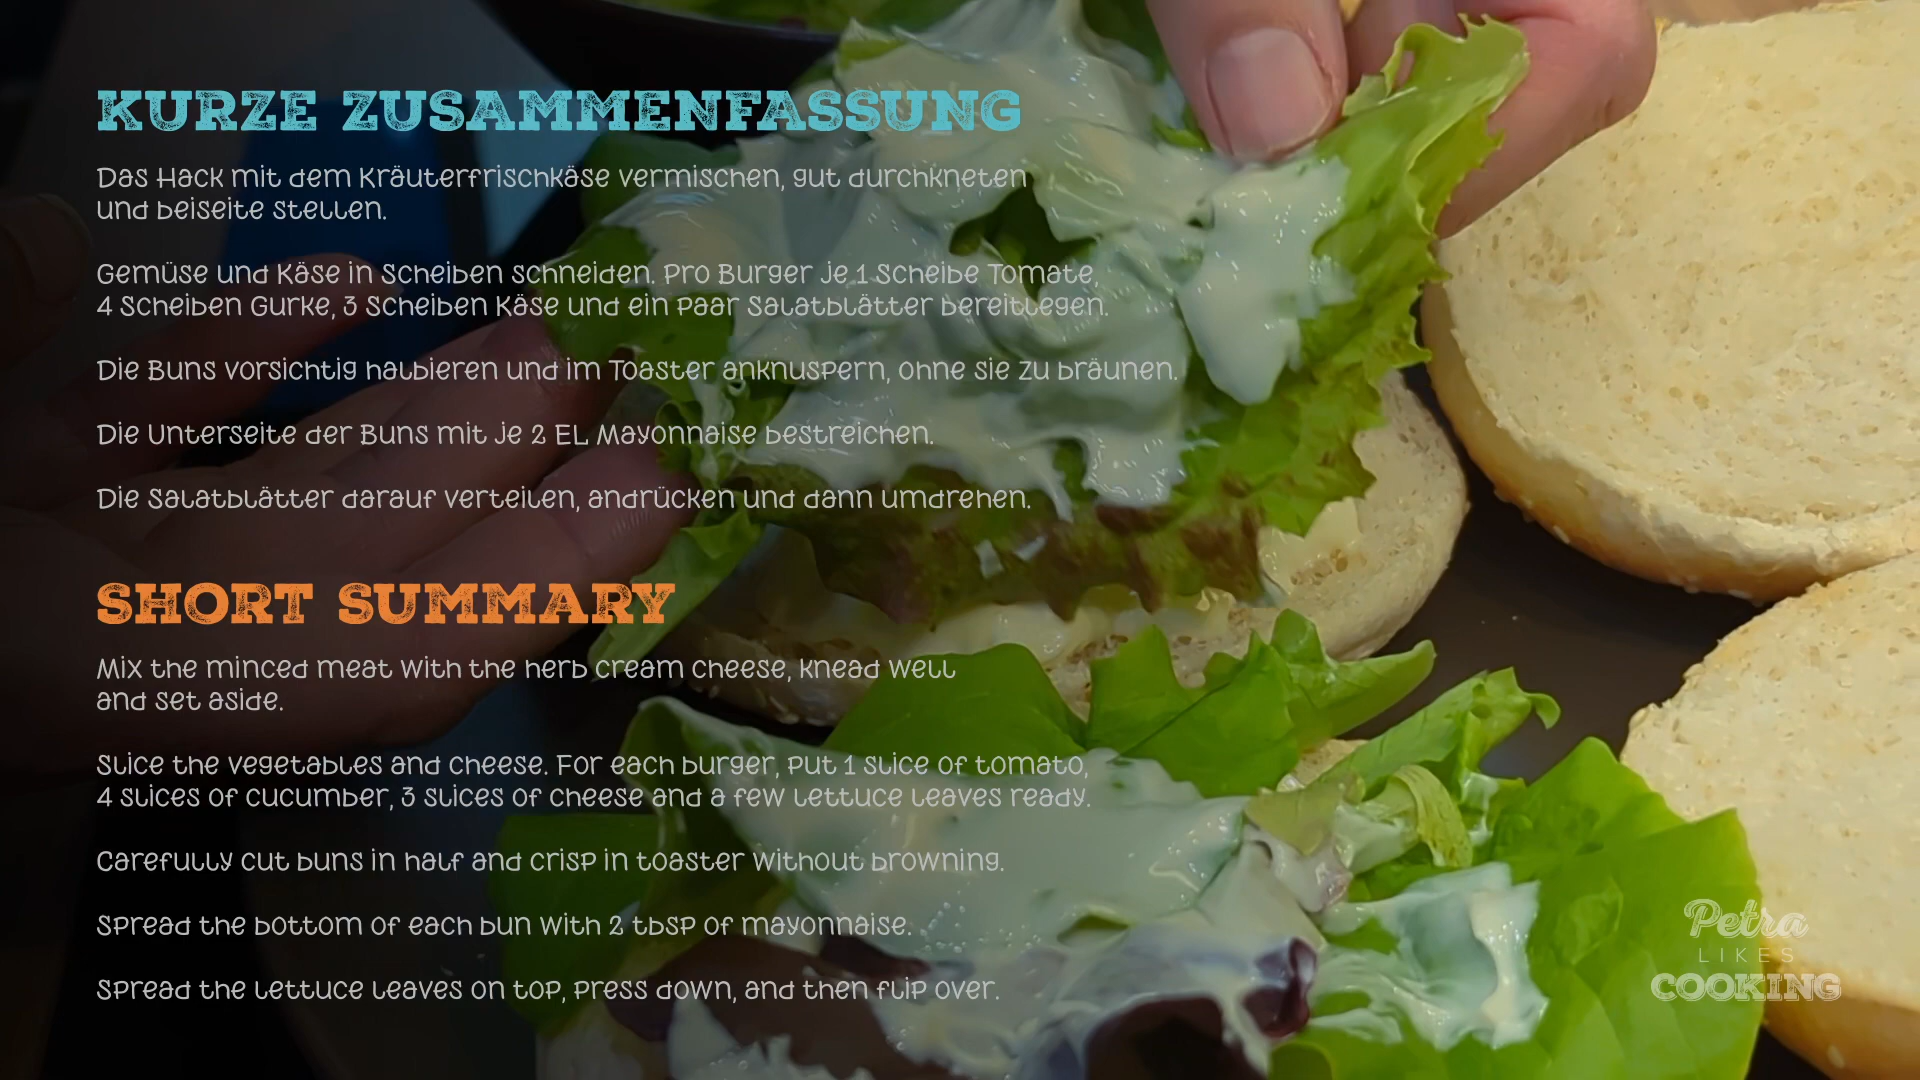 KURZE ZUSAMMENFASSUNG
Das Hack mit dem Kräuterfrischkäse vermischen, gut durchkneten
und beiseite stellen.
Gemüse und Käse in Scheiben schneiden. Pro Burger je 1 Scheibe Tomate,
4 Scheiben Gurke, 3 Scheiben Käse und ein paar Salatblätter bereitlegen.
Die Buns vorsichtig halbieren und im Toaster anknuspern, ohne sie zu bräunen.
Die Unterseite der Buns mit je 2 EL Mayonnaise bestreichen.
Die Salatblätter darauf verteilen, andrücken und dann umdrehen.
SHORT SUMMARY
Mix the minced meat with the herb cream cheese, knead well
and set aside.
Slice the vegetables and cheese. For each burger, put 1 slice of tomato,
4 slices of cucumber, 3 slices of cheese and a few lettuce leaves ready.
Carefully cut buns in half and crisp in toaster without browning.
Spread the bottom of each bun with 2 tbsp of mayonnaise.
Spread the lettuce leaves on top, press down, and then flip over.
Petra
LIKES
COOKING